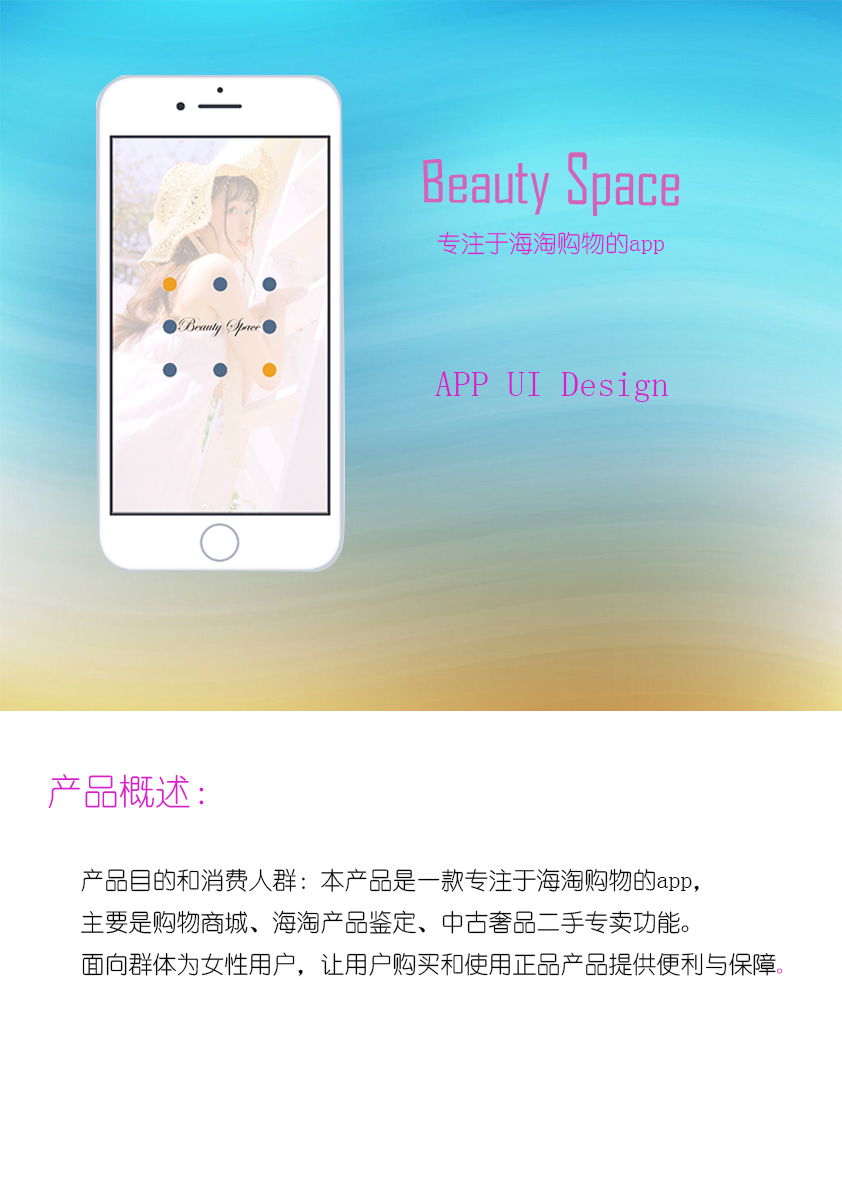 Beauty Space
专注于海淘购物的app
Beauty Space
APP UI Design
产品概述：
产品目的和消费人群：本产品是一款专注于海淘购物的app，
主要是购物商城、海淘产品鉴定、中古奢品二手专卖功能。
面向群体为女性用户，让用户购买和使用正品产品提供便利与保障。